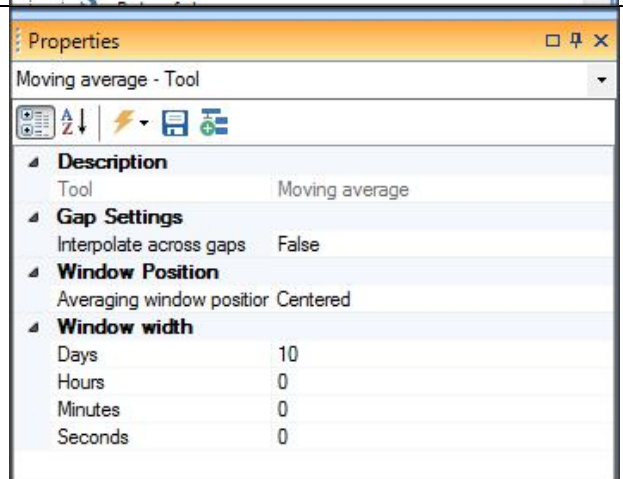 Properties
Moving average - Tool
A
Z
Description
Tool Moving average
Gap Settings
Interpolate across gaps False
Window Position
Averaging window position Centered
Window width
Days 10
Hours 0
Minutes 0
Seconds 0